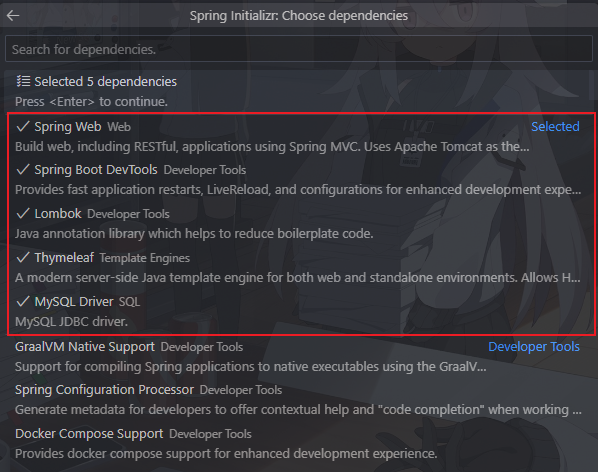 Spring Initializr: Choose dependencies
Search for dependencies.
Selected 5 dependencies
Press <Enter> to continue.
Spring Web Web Selected
Build web, including RESTful, applications using Spring MVC. Uses Apache Tomcat as the...
Spring Boot DevTools Developer Tools
Provides fast application restarts, LiveReload, and configurations for enhanced development expe...
Lombok Developer Tools
Java annotation library which helps to reduce boilerplate code.
Thymeleaf Template Engines
A modern server-side Java template engine for both web and standalone environments. Allows H...
MySQL Driver SQL
MySQL JDBC driver.
GraalVM Native Support Developer Tools Developer Tools
Support for compiling Spring applications to native executables using the GraalV...
Spring Configuration Processor Developer Tools
Generate metadata for developers to offer contextual help and "code completion" when working ...
Docker Compose Support Developer Tools
Provides docker compose support for enhanced development experience.